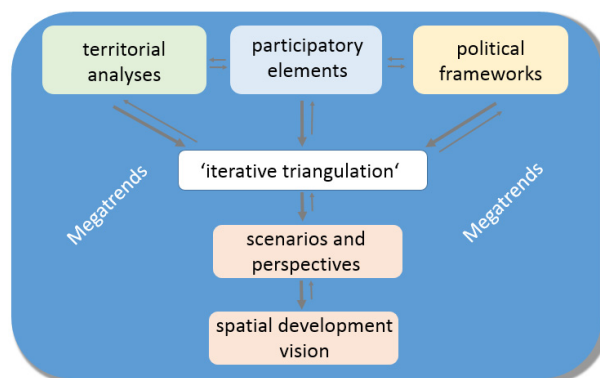 territorial
analyses
participatory
elements
political
frameworks
‘iterative triangulation‘
Megatrends
Megatrends
scenarios and
perspectives
spatial development
vision